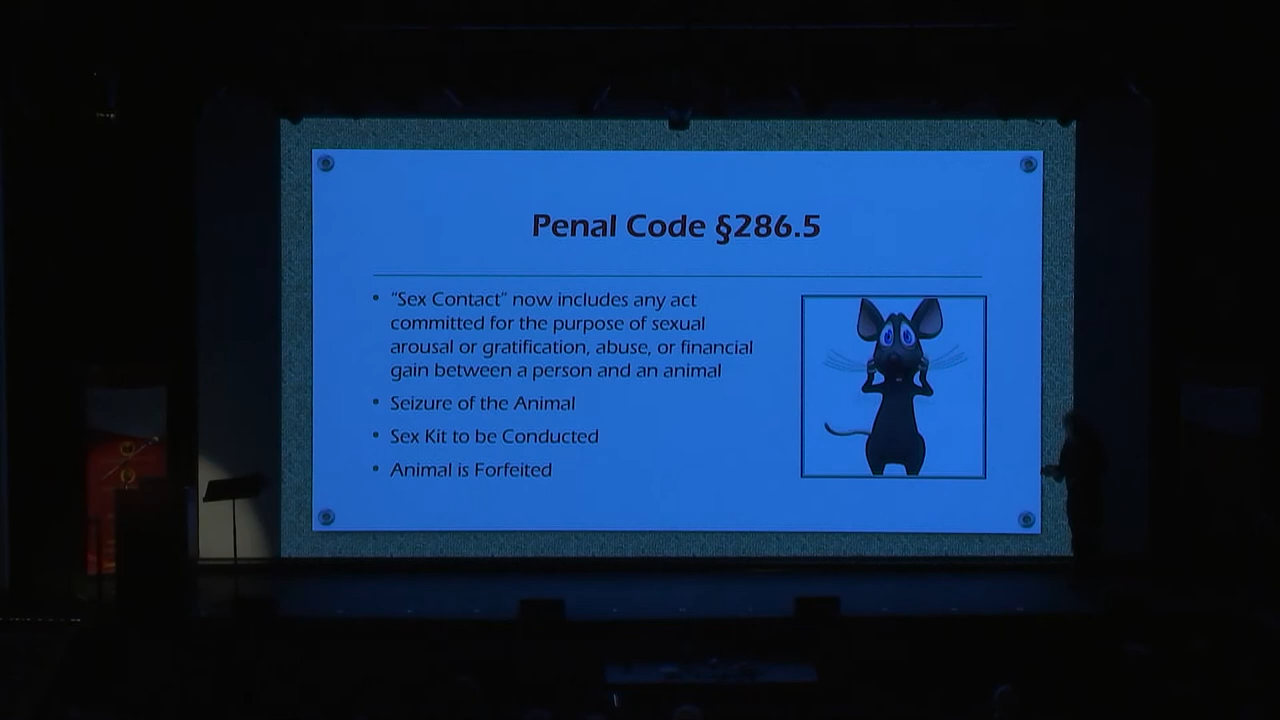 Penal Code §286.5
• "Sex Contact" now includes any act
committed for the purpose of sexual
arousal or gratification, abuse, or financial
gain between a person and an animal
• Seizure of the Animal
• Sex Kit to be Conducted
• Animal is Forfeited